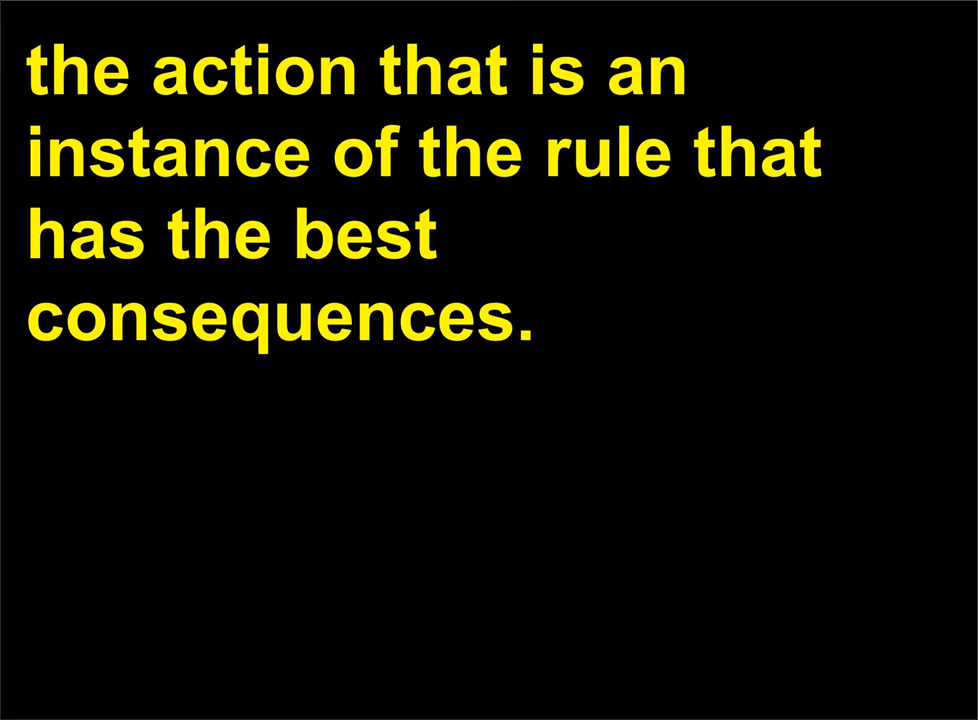 the action that is an
instance of the rule that
has the best
consequences.